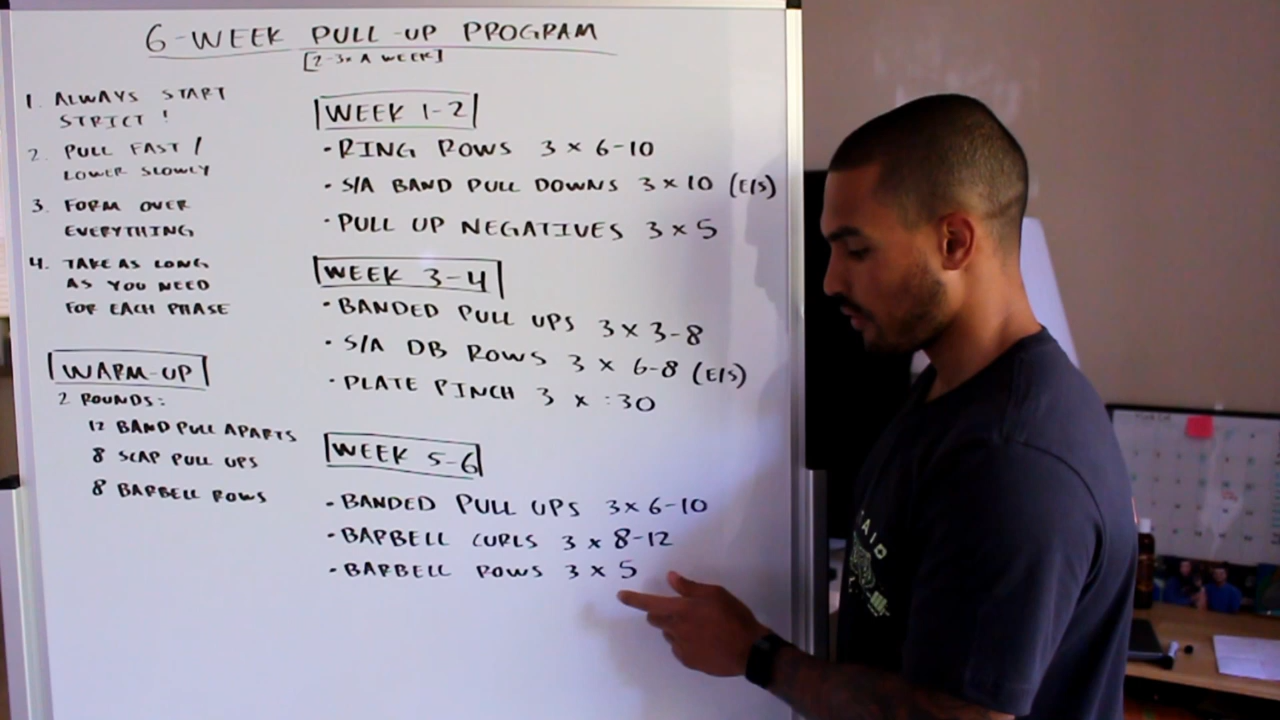 6-WEEK PULL-UP PROGRAM
[2-3x A WEEK]
1. ALWAYS START
STRICT!
2. PULL FAST /
LOWER SLOWLY
3. FORM OVER
EVERYTHING
4. TAKE AS LONG
AS YOU NEED
FOR EACH PHASE
WARM-UP
2 ROUNDS:
12 BAND PULL APARTS
8 SCAP PULL UPS
8 BARBELL ROWS
WEEK 1-2
• RING ROWS 3 x 6-10
• S/A BAND PULL DOWNS 3 x 10 (E/S)
• PULL UP NEGATIVES 3 x 5
WEEK 3-4
• BANDED PULL UPS 3 x 3-8
• S/A DB ROWS 3 x 6-8 (E/S)
• PLATE PINCH 3 x :30
WEEK 5-6
• BANDED PULL UPS 3 x 6-10
• BARBELL CURLS 3 x 8-12
• BARBELL ROWS 3 x 5